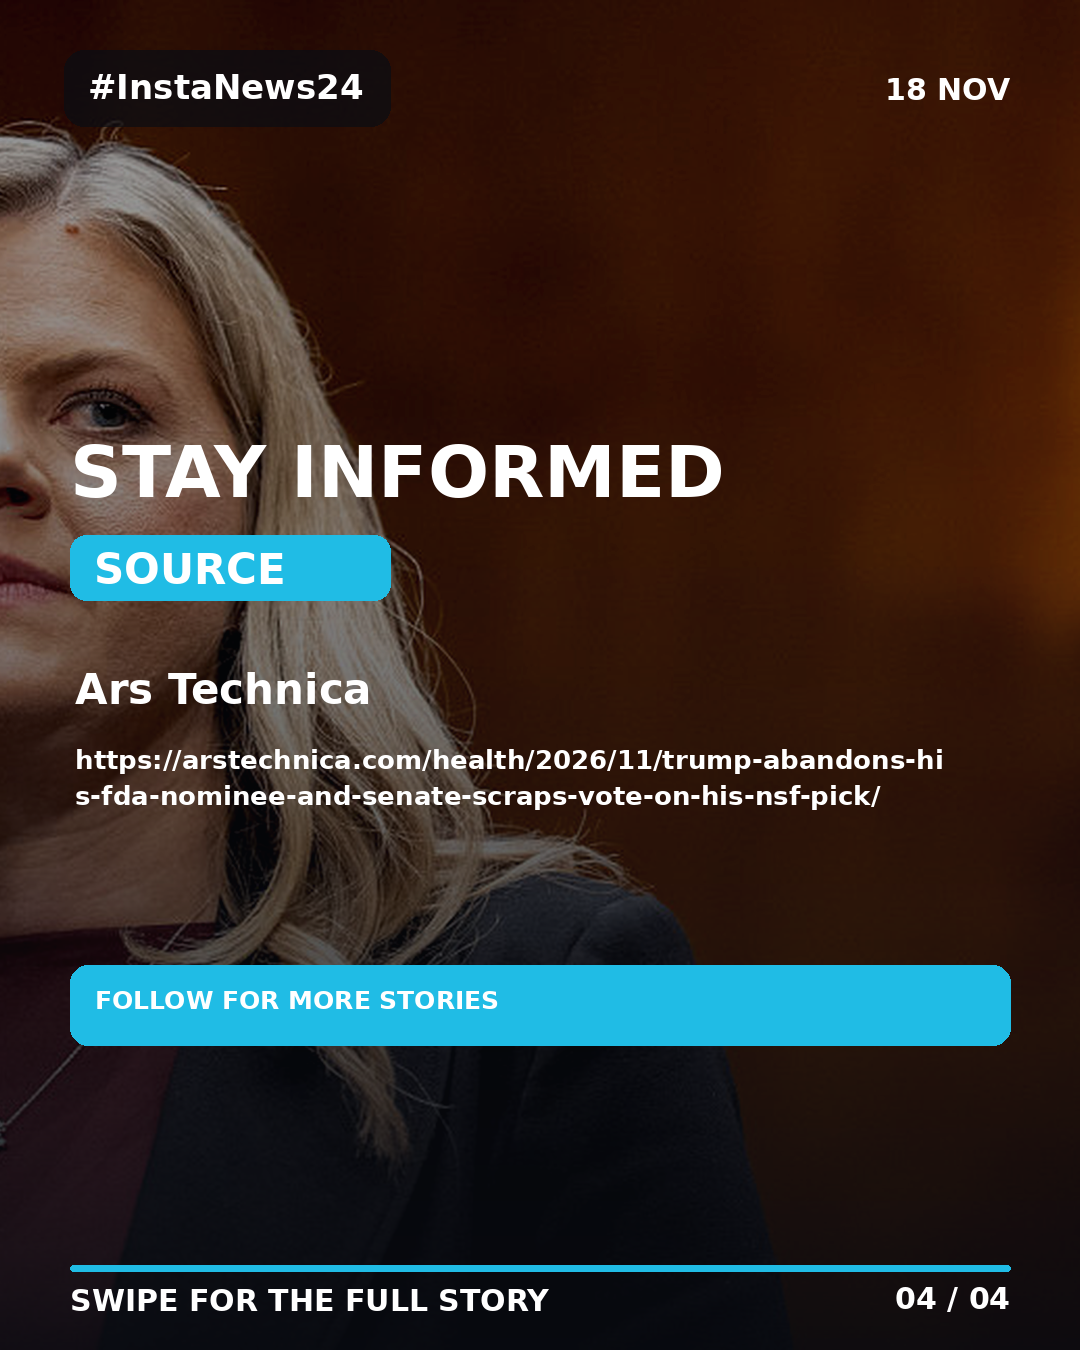 #InstaNews24
18 NOV
STAY INFORMED
SOURCE
Ars Technica
https://arstechnica.com/health/2026/11/trump-abandons-hi
s-fda-nominee-and-senate-scraps-vote-on-his-nsf-pick/
FOLLOW FOR MORE STORIES
SWIPE FOR THE FULL STORY
04 / 04